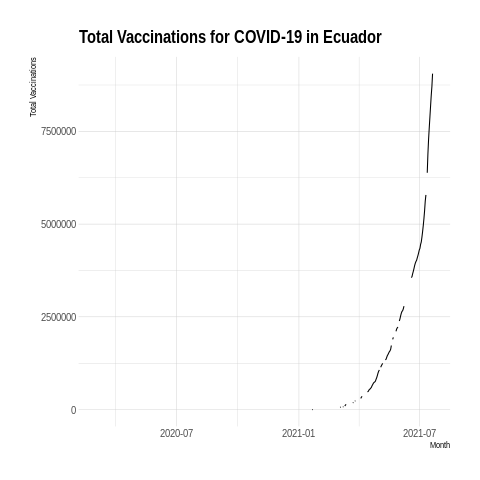 Total Vaccinations for COVID-19 in Ecuador
Total Vaccinations
7500000
5000000
2500000
0
2020-07
2021-01
2021-07
Month